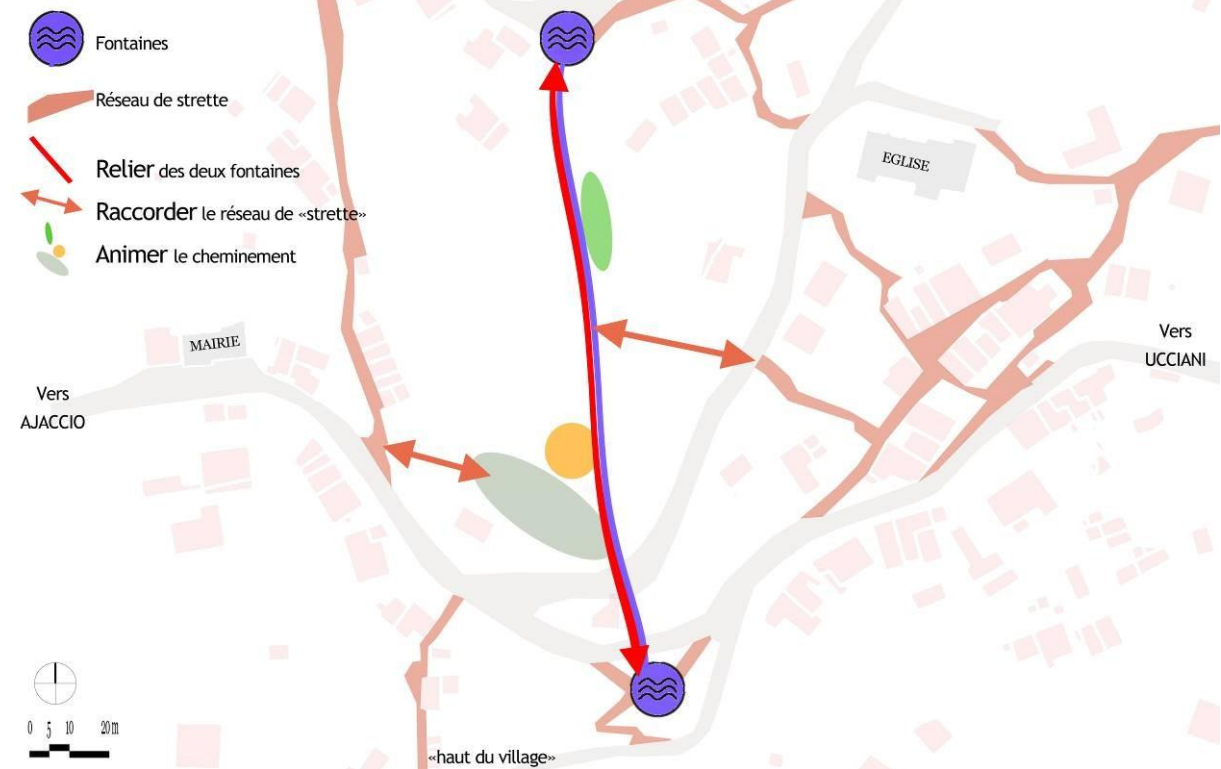 Fontaines
Réseau de strette
Relier des deux fontaines
Raccorder le réseau de «strette»
Animer le cheminement
EGLISE
MAIRIE
Vers
AJACCIO
Vers
UCCIANI
0 5 10 20 m
«haut du village»